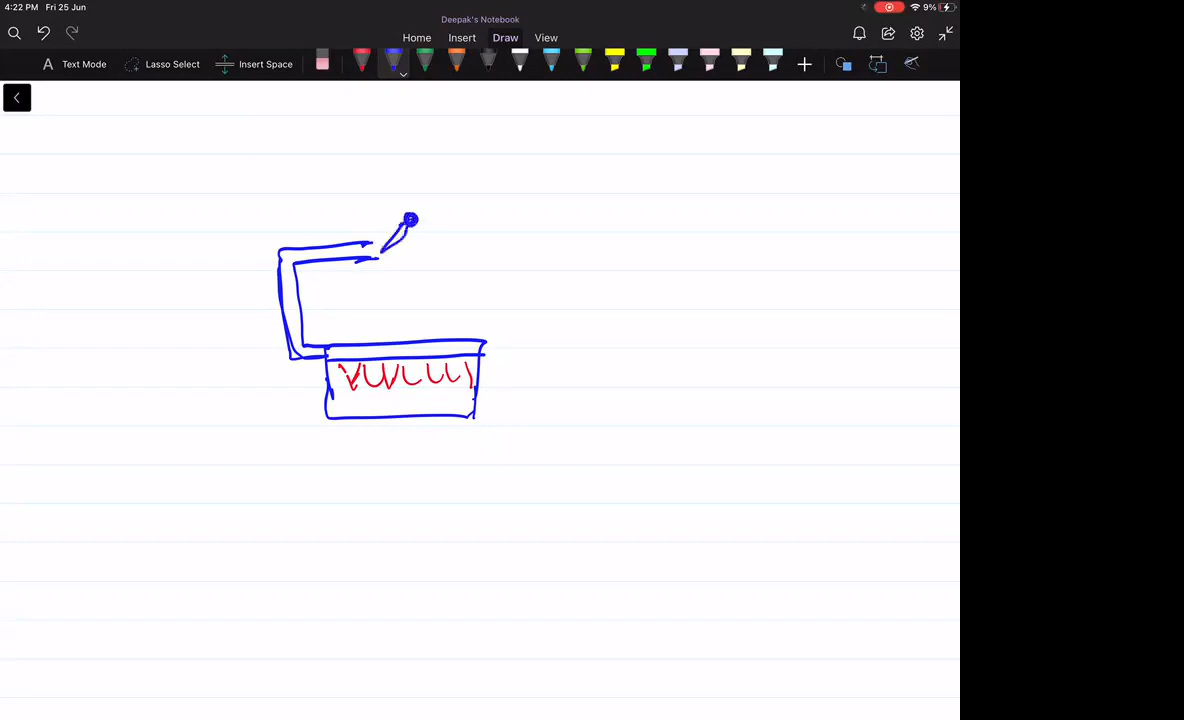 4:22 PM Fri 25 Jun
9%
Deepak's Notebook
Home Insert Draw View
A Text Mode Lasso Select Insert Space